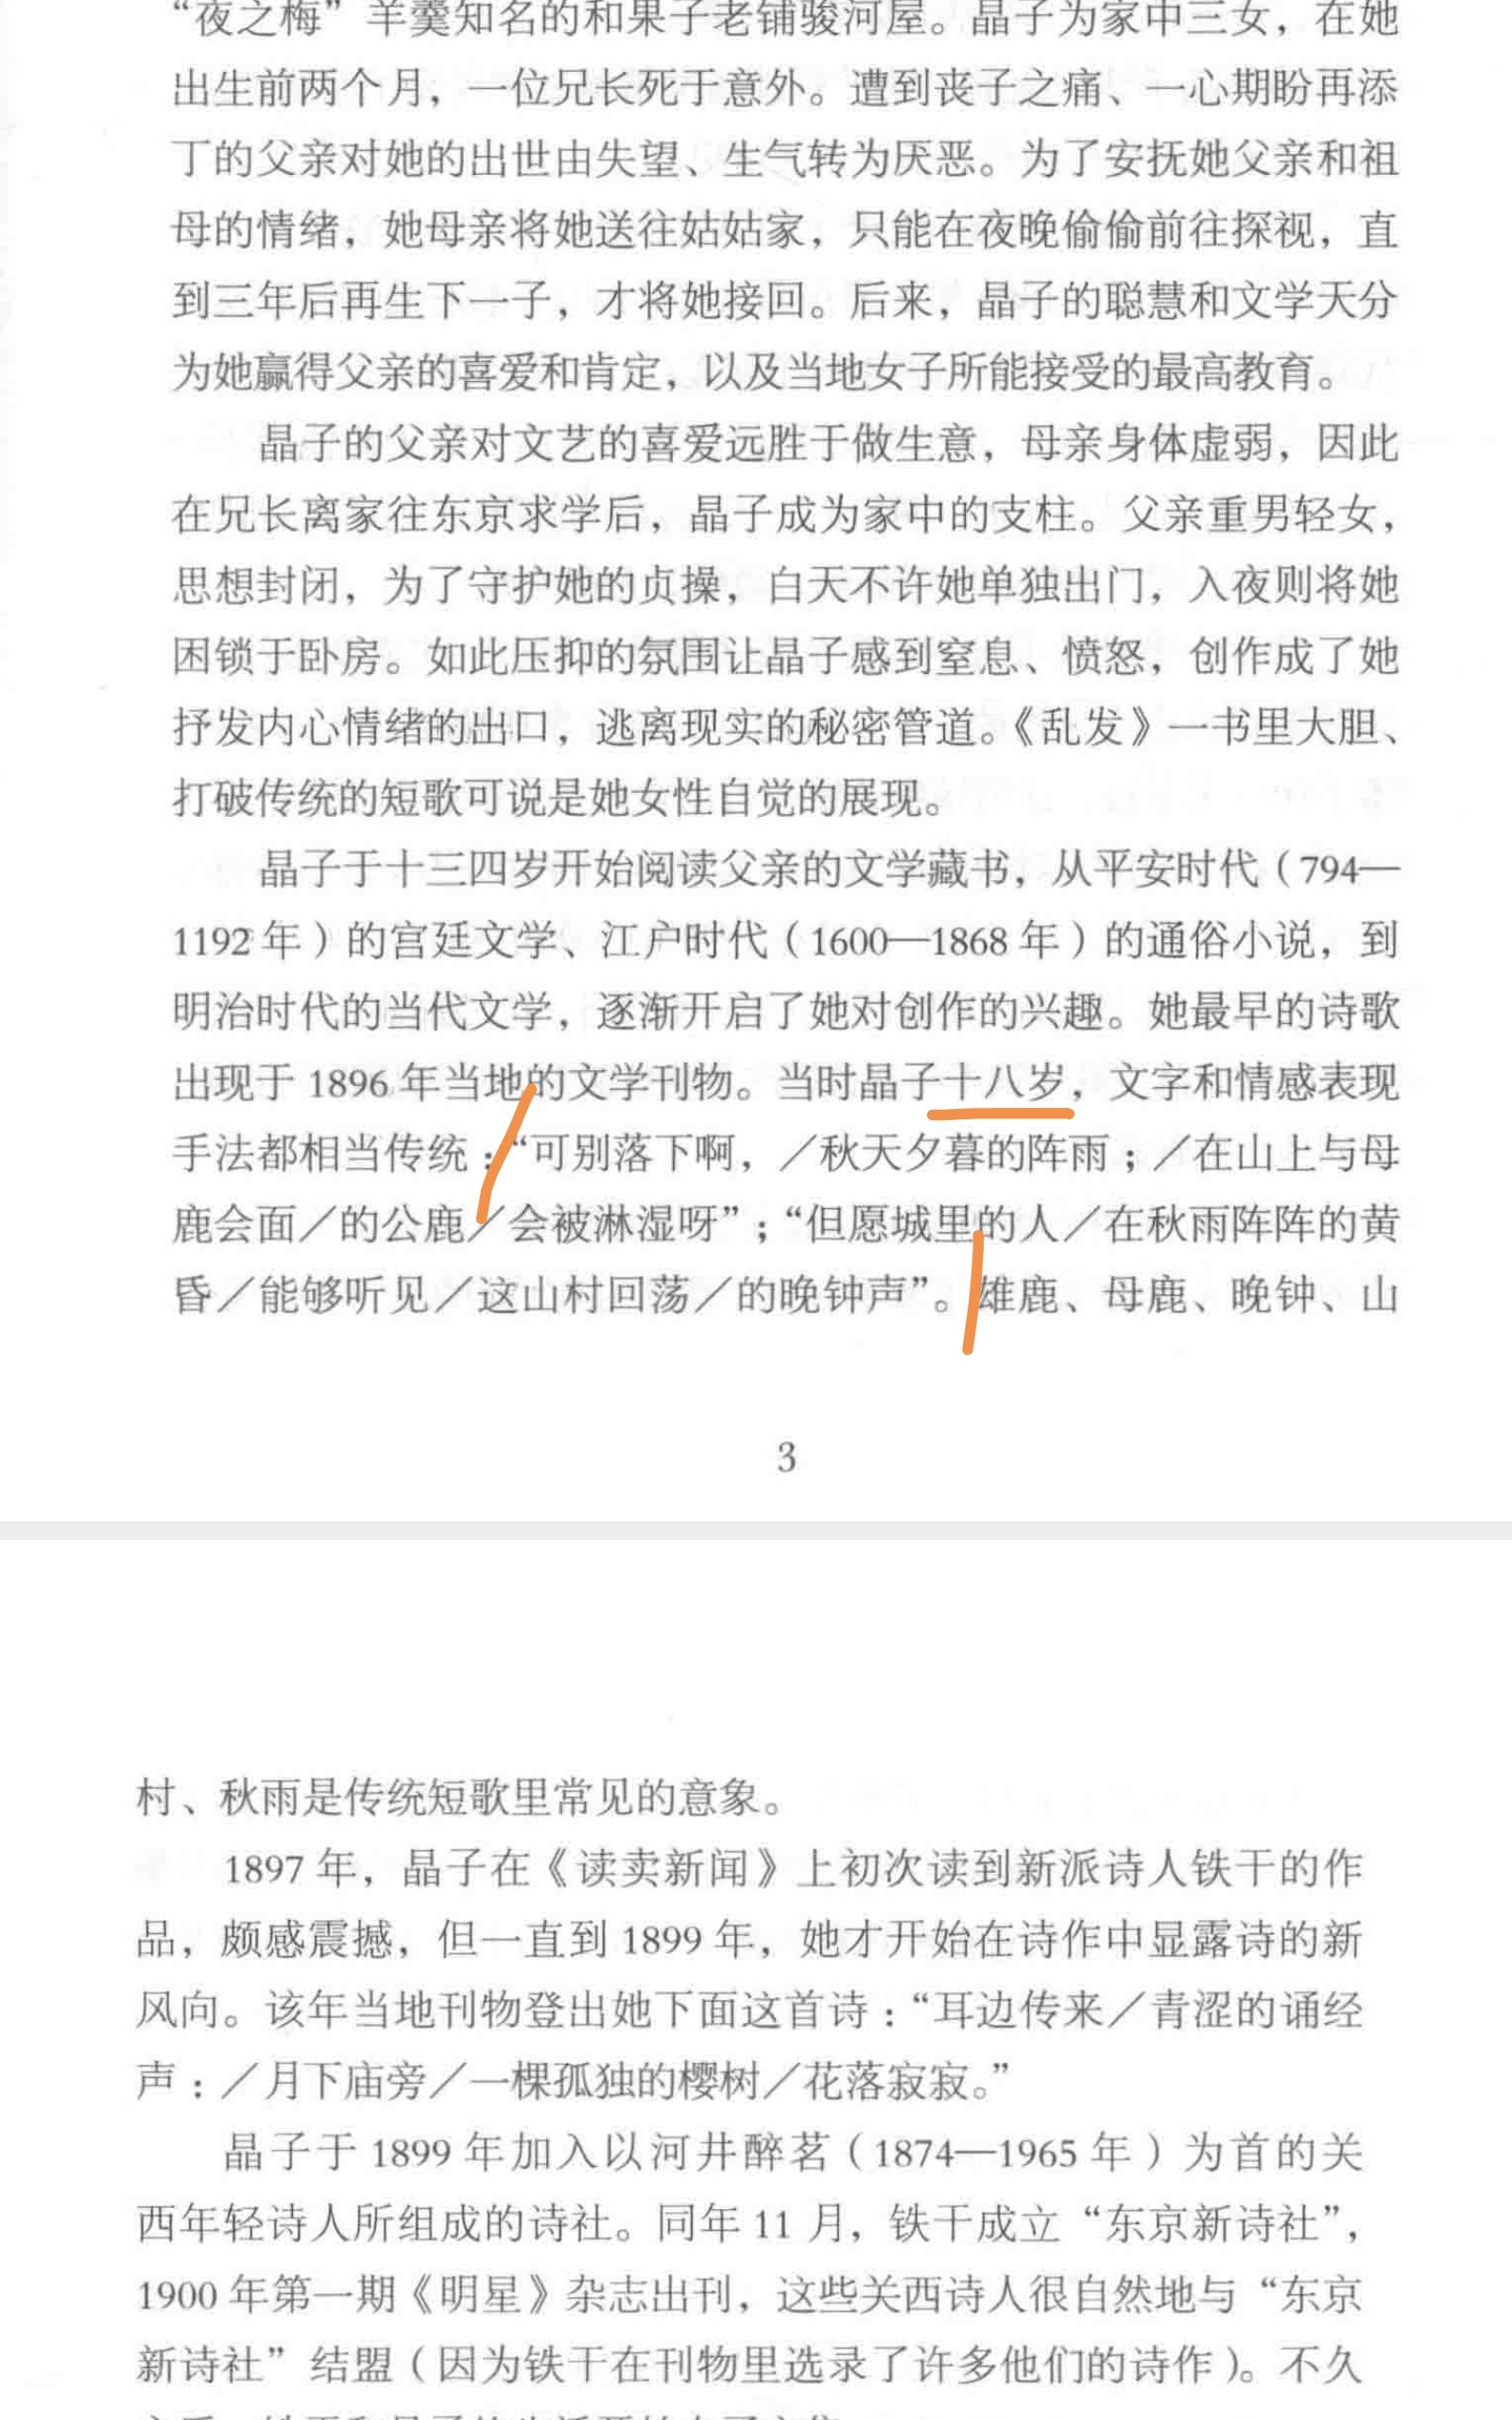 “夜之梅”羊羹知名的和果子老铺骏河屋。晶子为家中三女，在她
出生前两个月，一位兄长死于意外。遭到丧子之痛、一心期盼再添
丁的父亲对她的出世由失望、生气转为厌恶。为了安抚她父亲和祖
母的情绪，她母亲将她送往姑姑家，只能在夜晚偷偷前往探视，直
到三年后再生下一子，才将她接回。后来，晶子的聪慧和文学天分
为她赢得父亲的喜爱和肯定，以及当地女子所能接受的最高教育。
晶子的父亲对文艺的喜爱远胜于做生意，母亲身体虚弱，因此
在兄长离家往东京求学后，晶子成为家中的支柱。父亲重男轻女，
思想封闭，为了守护她的贞操，白天不许她单独出门，入夜则将她
困锁于卧房。如此压抑的氛围让晶子感到窒息、愤怒，创作成了她
抒发内心情绪的出口，逃离现实的秘密管道。《乱发》一书里大胆、
打破传统的短歌可说是她女性自觉的展现。
晶子于十三四岁开始阅读父亲的文学藏书，从平安时代（794—
1192年）的宫廷文学、江户时代（1600—1868年）的通俗小说，到
明治时代的当代文学，逐渐开启了她对创作的兴趣。她最早的诗歌
出现于1896年当地的文学刊物。当时晶子十八岁，文字和情感表现
手法都相当传统：“可别落下啊，／秋天夕暮的阵雨；／在山上与母
鹿会面／的公鹿／会被淋湿呀”；“但愿城里的人／在秋雨阵阵的黄
昏／能够听见／这山村回荡／的晚钟声”。雄鹿、母鹿、晚钟、山
3
村、秋雨是传统短歌里常见的意象。
1897年，晶子在《读卖新闻》上初次读到新派诗人铁干的作
品，颇感震撼，但一直到1899年，她才开始在诗作中显露诗的新
风向。该年当地刊物登出她下面这首诗：“耳边传来／青涩的诵经
声：／月下庙旁／一棵孤独的樱树／花落寂寂。”
晶子于1899年加入以河井醉茗（1874—1965年）为首的关
西年轻诗人所组成的诗社。同年11月，铁干成立“东京新诗社”，
1900年第一期《明星》杂志出刊，这些关西诗人很自然地与“东京
新诗社”结盟（因为铁干在刊物里选录了许多他们的诗作）。不久